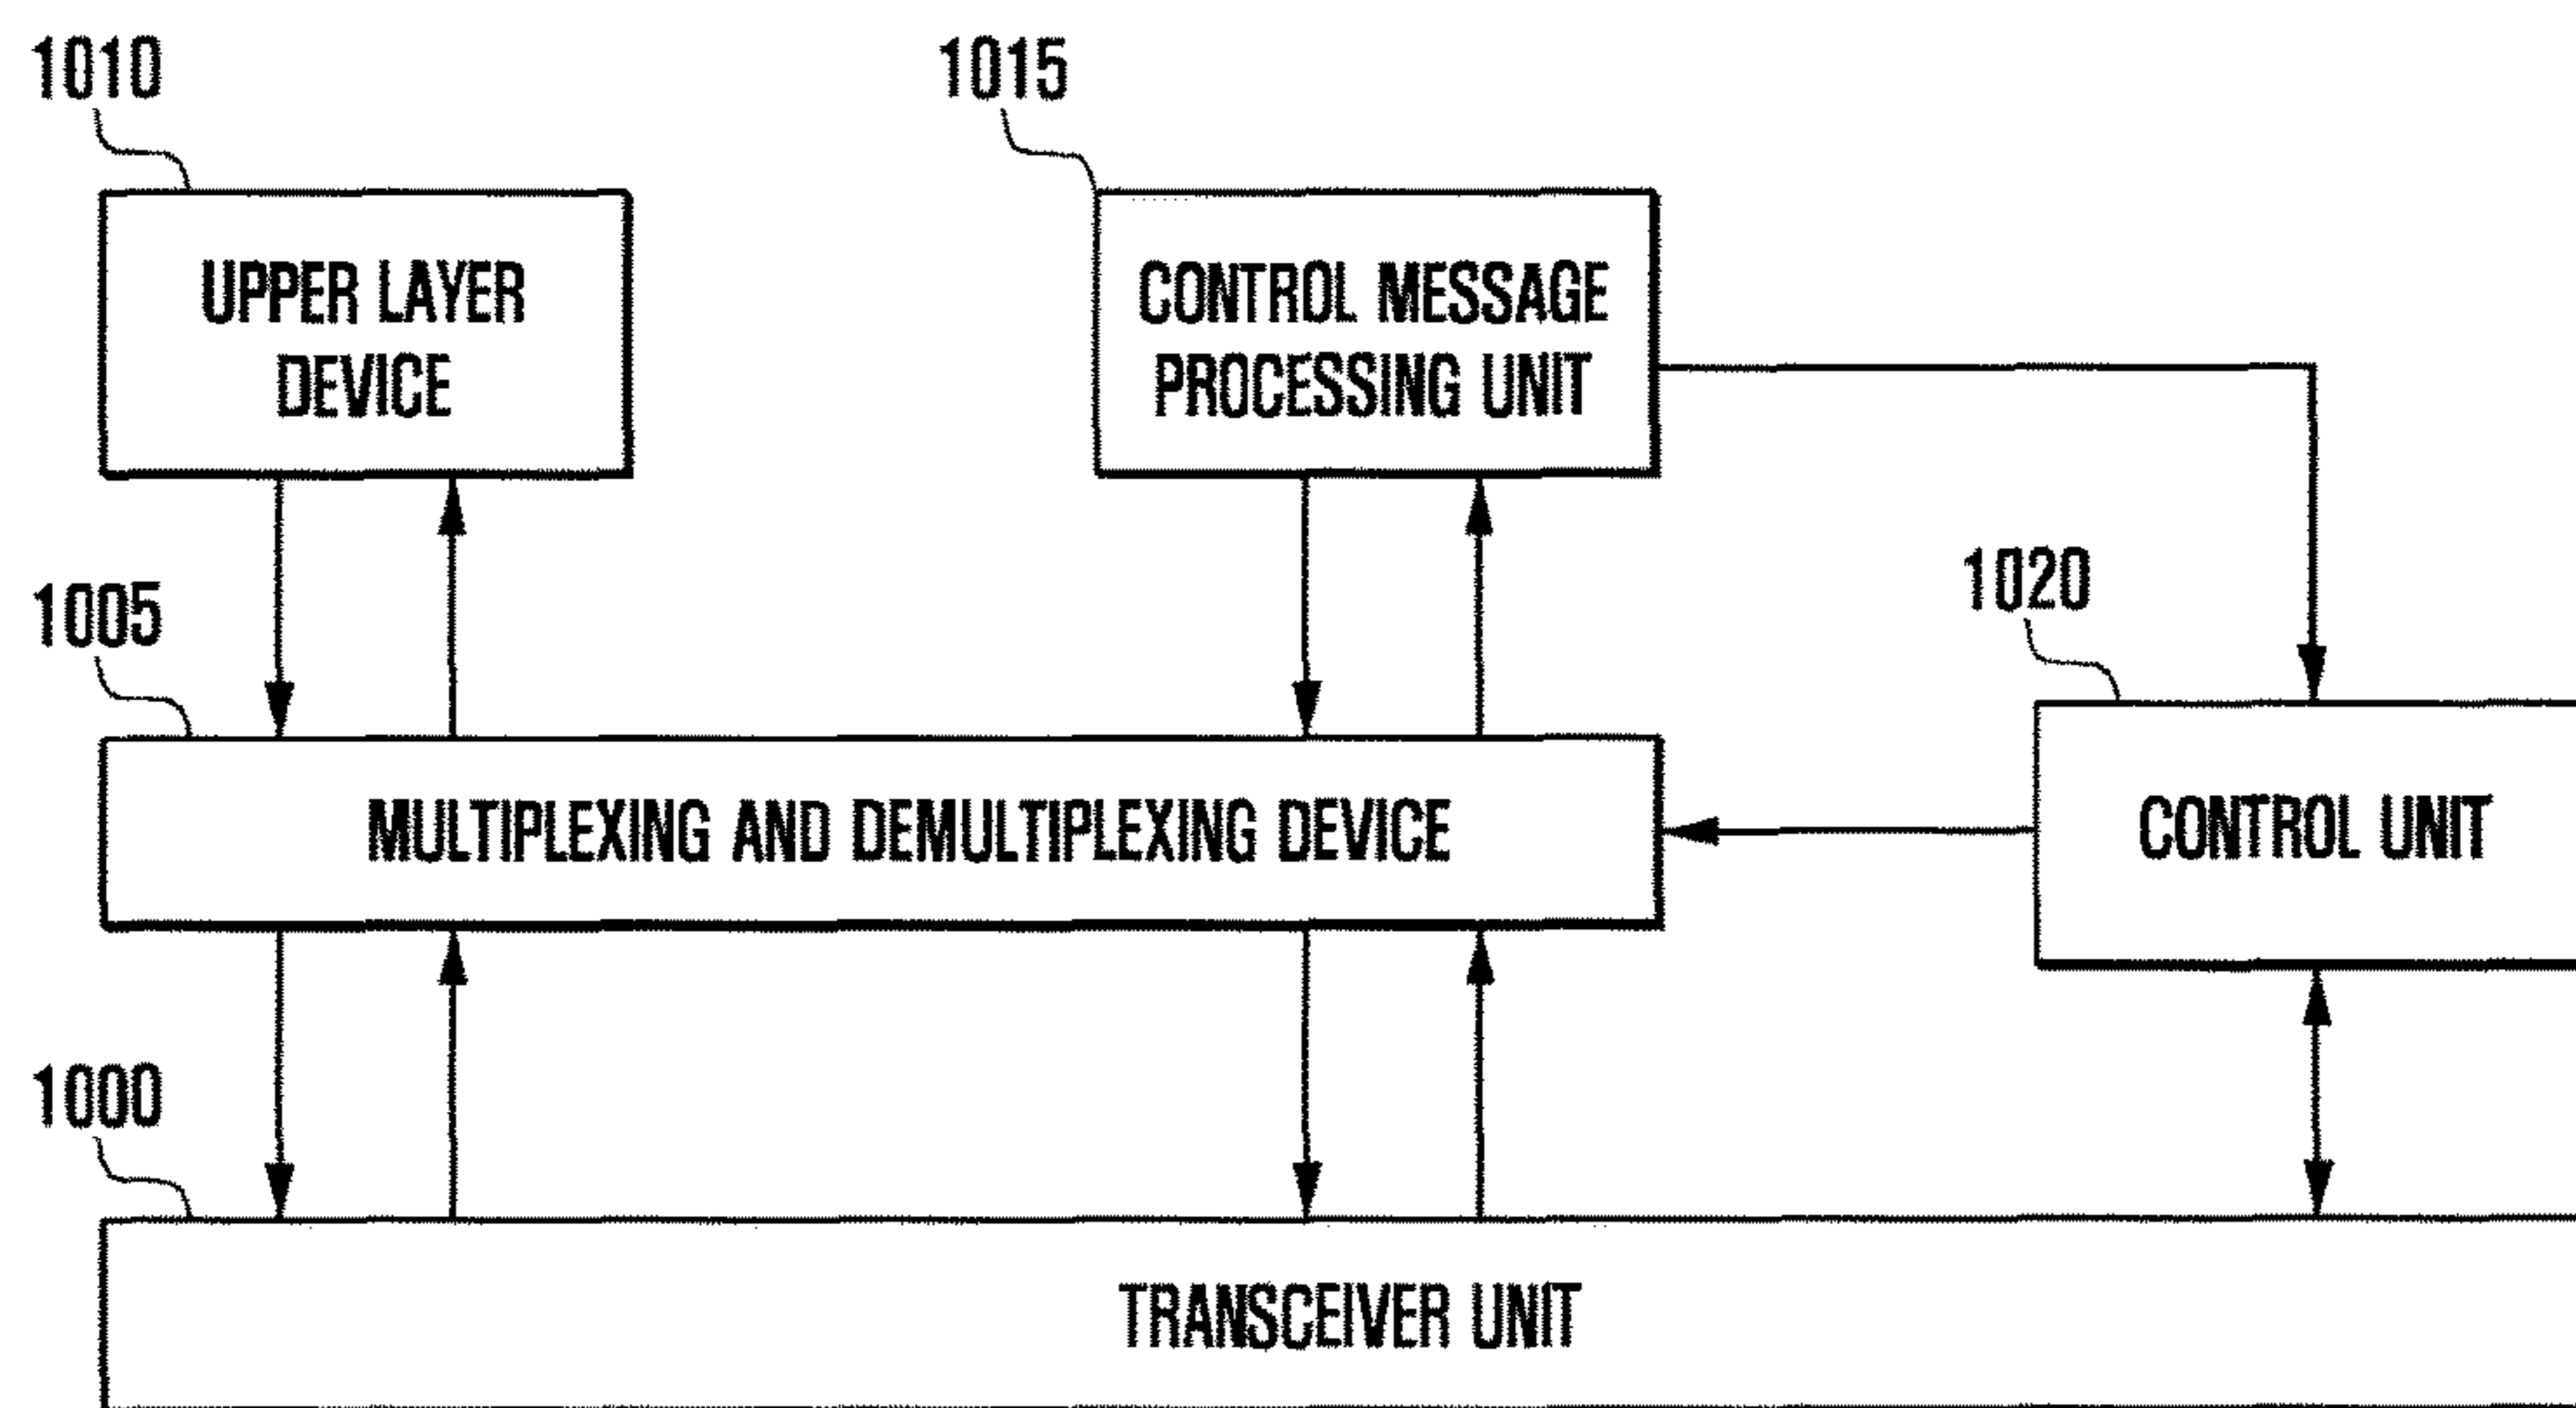 1010
1015
UPPER LAYER
DEVICE
CONTROL MESSAGE
PROCESSING UNIT
1005
1020
MULTIPLEXING AND DEMULTIPLEXING DEVICE
CONTROL UNIT
1000
TRANSCEIVER UNIT